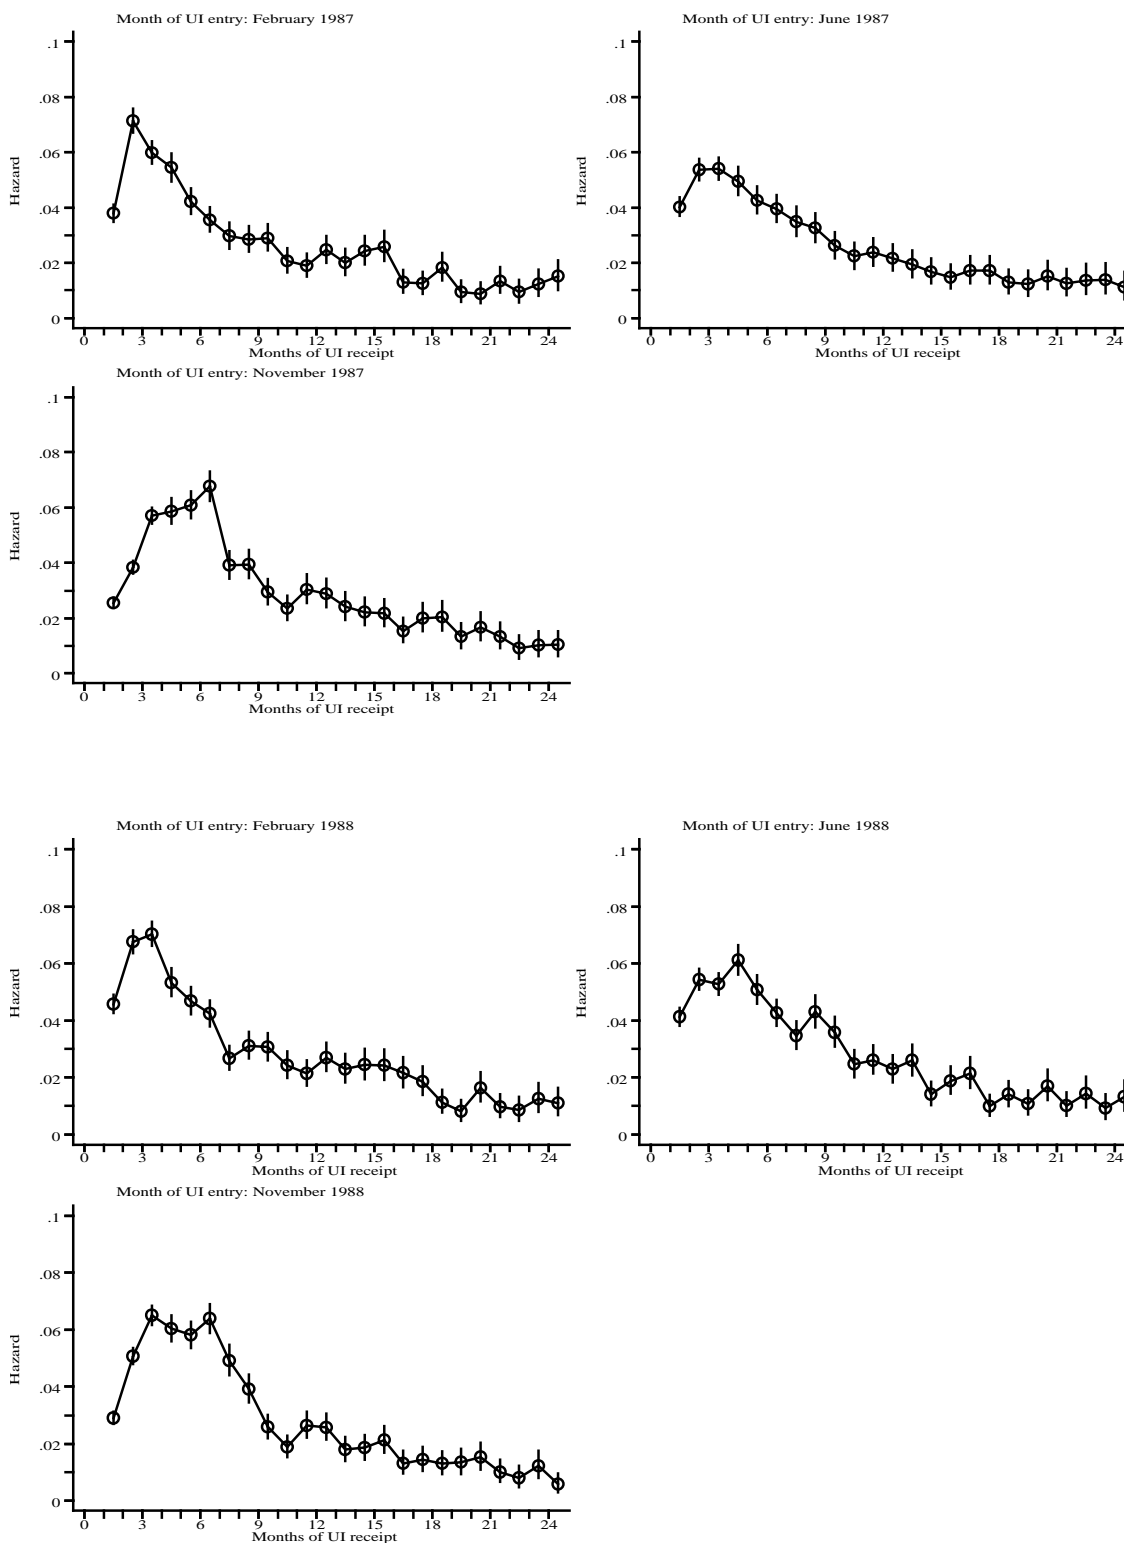 Month of UI entry: February 1987
.1
.08
.06
.04
.02
0
Hazard
0 3 6 9 12 15 18 21 24
Months of UI receipt
Month of UI entry: June 1987
.1
.08
.06
.04
.02
0
Hazard
0 3 6 9 12 15 18 21 24
Months of UI receipt
Month of UI entry: November 1987
.1
.08
.06
.04
.02
0
Hazard
0 3 6 9 12 15 18 21 24
Months of UI receipt
Month of UI entry: February 1988
.1
.08
.06
.04
.02
0
Hazard
0 3 6 9 12 15 18 21 24
Months of UI receipt
Month of UI entry: June 1988
.1
.08
.06
.04
.02
0
Hazard
0 3 6 9 12 15 18 21 24
Months of UI receipt
Month of UI entry: November 1988
.1
.08
.06
.04
.02
0
Hazard
0 3 6 9 12 15 18 21 24
Months of UI receipt